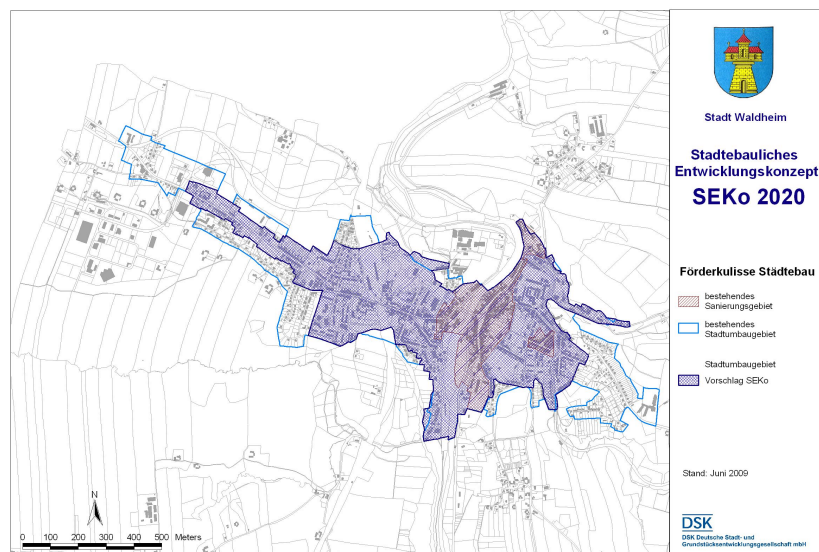 Stadt Waldheim
Stadtebauliches
Entwicklungskonzept
SEKo 2020
Förderkulisse Städtebau
bestehendes
Sanierungsgebiet
bestehendes
Stadtumbaugebiet
Stadtumbaugebiet
Vorschlag SEKo
Stand: Juni 2009
N
0 100 200 300 400 500 Meters
DSK
DSK Deutsche Stadt- und
Grundstücksentwicklungsgesellschaft mbH